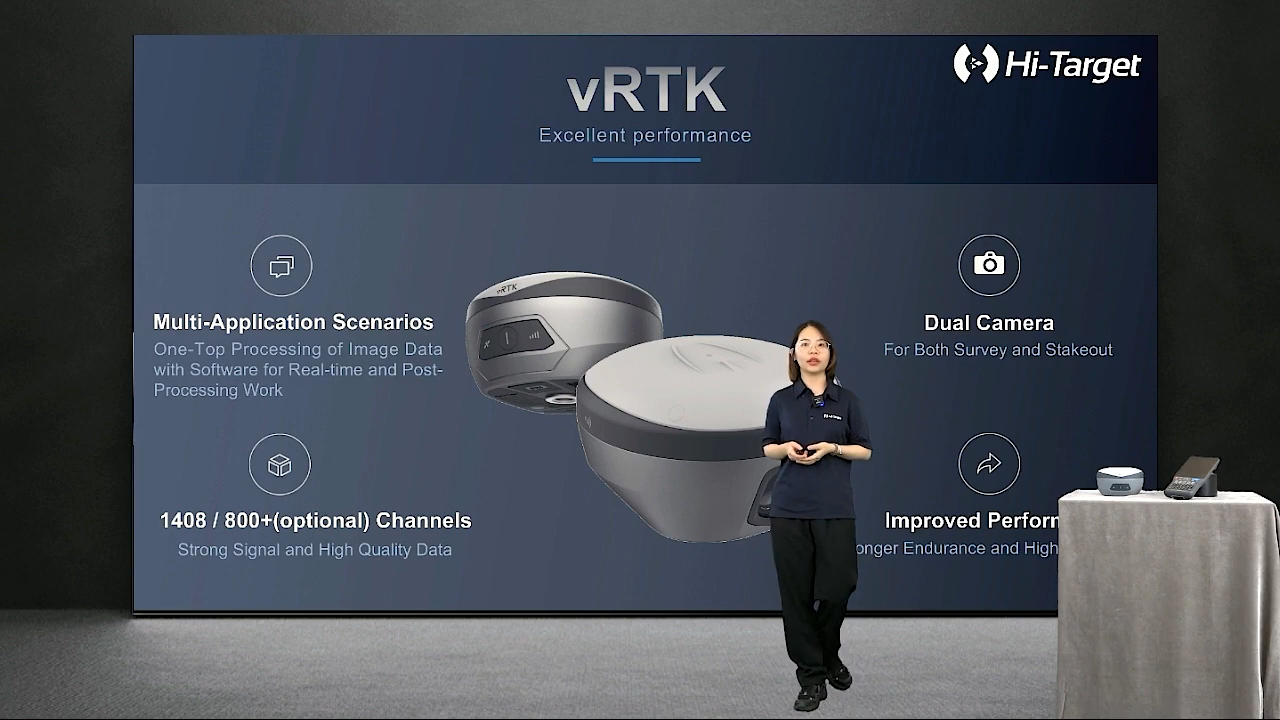 Hi-Target
vRTK
Excellent performance
vRTK
Multi-Application Scenarios
One-Top Processing of Image Data
with Software for Real-time and Post-
Processing Work
Dual Camera
For Both Survey and Stakeout
1408 / 800+(optional) Channels
Strong Signal and High Quality Data
Improved Perform
onger Endurance and High